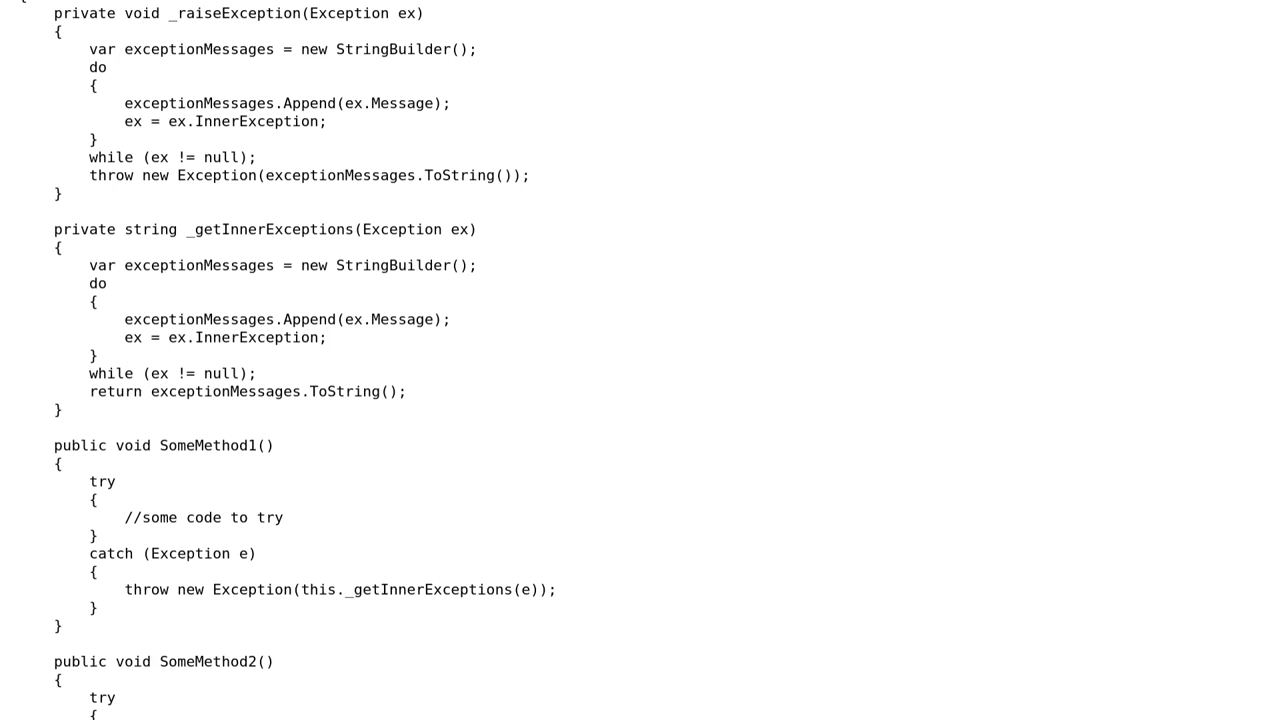 {
    private void _raiseException(Exception ex)
    {
        var exceptionMessages = new StringBuilder();
        do
        {
            exceptionMessages.Append(ex.Message);
            ex = ex.InnerException;
        }
        while (ex != null);
        throw new Exception(exceptionMessages.ToString());
    }

    private string _getInnerExceptions(Exception ex)
    {
        var exceptionMessages = new StringBuilder();
        do
        {
            exceptionMessages.Append(ex.Message);
            ex = ex.InnerException;
        }
        while (ex != null);
        return exceptionMessages.ToString();
    }

    public void SomeMethod1()
    {
        try
        {
            //some code to try
        }
        catch (Exception e)
        {
            throw new Exception(this._getInnerExceptions(e));
        }
    }

    public void SomeMethod2()
    {
        try
        {